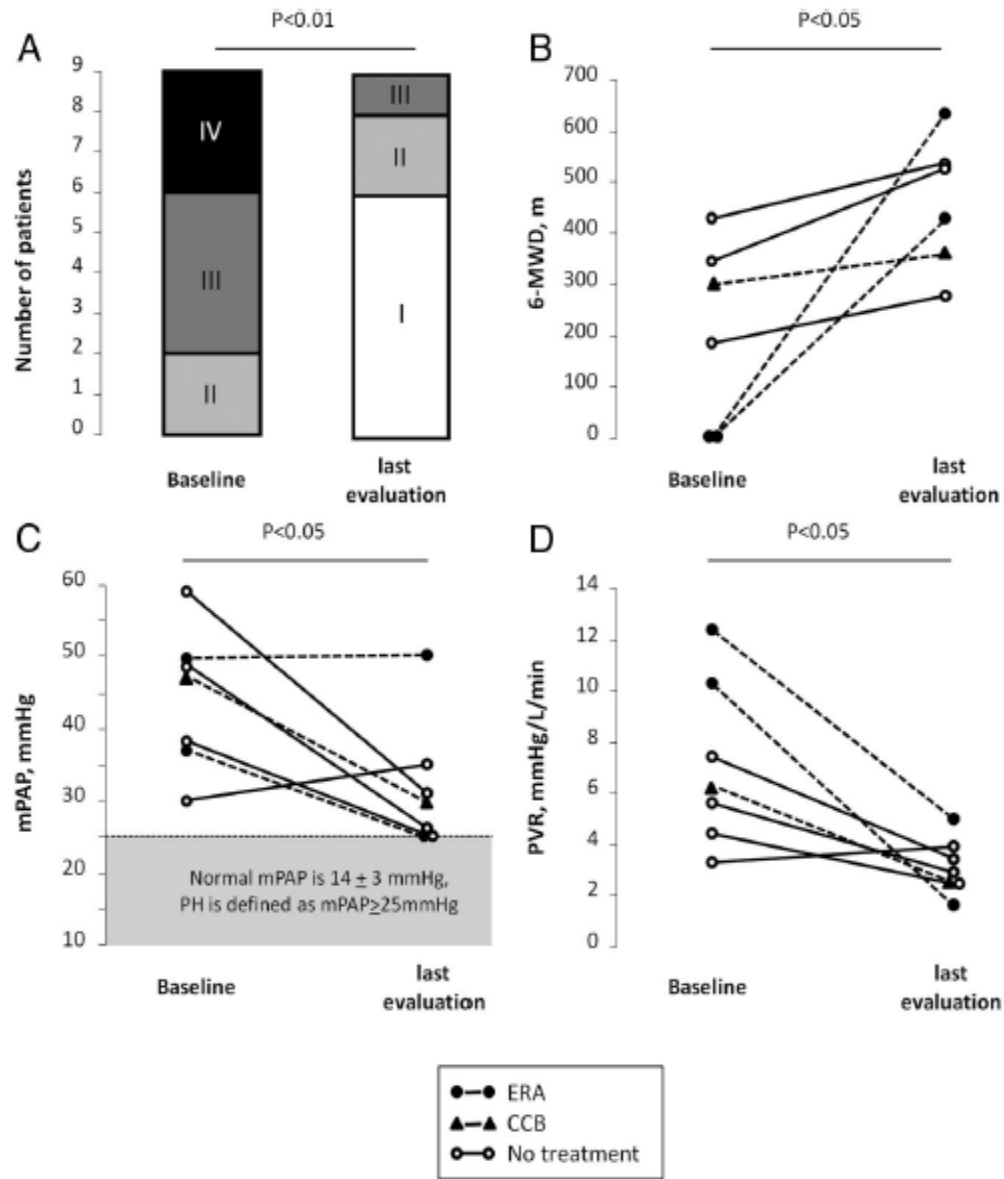 A
P<0.01
Number of patients
9
8
7
6
5
4
3
2
1
0
IV
III
II
III
II
I
Baseline
last
evaluation
B
P<0.05
6-MWD, m
700
600
500
400
300
200
100
0
Baseline
last
evaluation
C
P<0.05
mPAP, mmHg
60
50
40
30
20
10
Normal mPAP is 14 ± 3 mmHg,
PH is defined as mPAP≥25mmHg
Baseline
last
evaluation
D
P<0.05
PVR, mmHg/L/min
14
12
10
8
6
4
2
0
Baseline
last
evaluation
ERA
CCB
No treatment